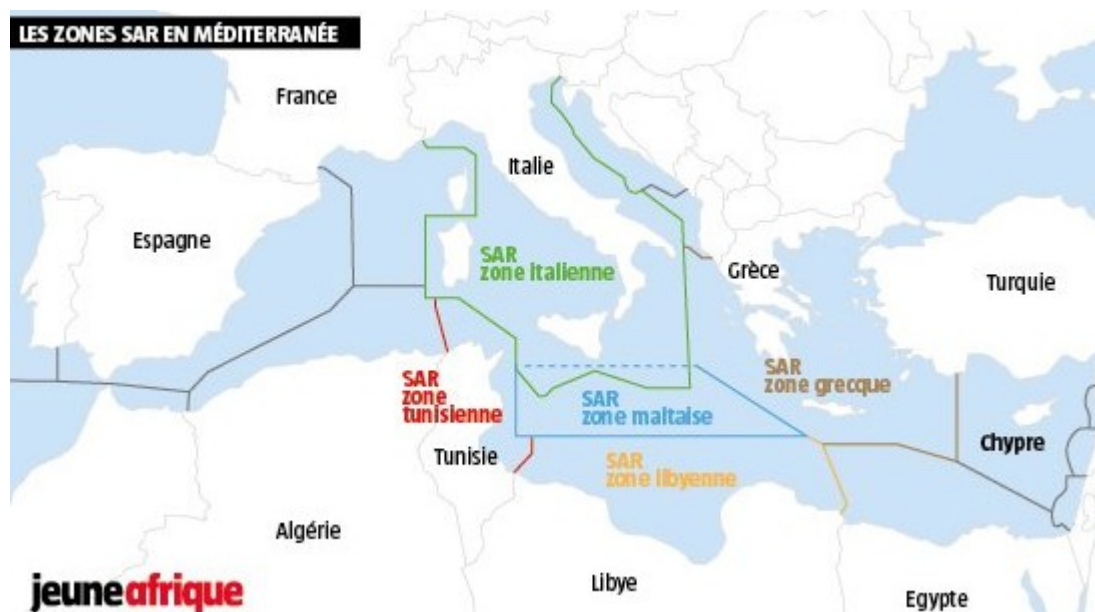 LES ZONES SAR EN MÉDITERRANÉE
France
Italie
Espagne
SAR
zone italienne
Grèce
Turquie
SAR
zone
tunisienne
SAR
zone maltaise
SAR
zone grecque
Chypre
Tunisie
SAR
zone libyenne
Algérie
Libye
Egypte
jeuneafrique